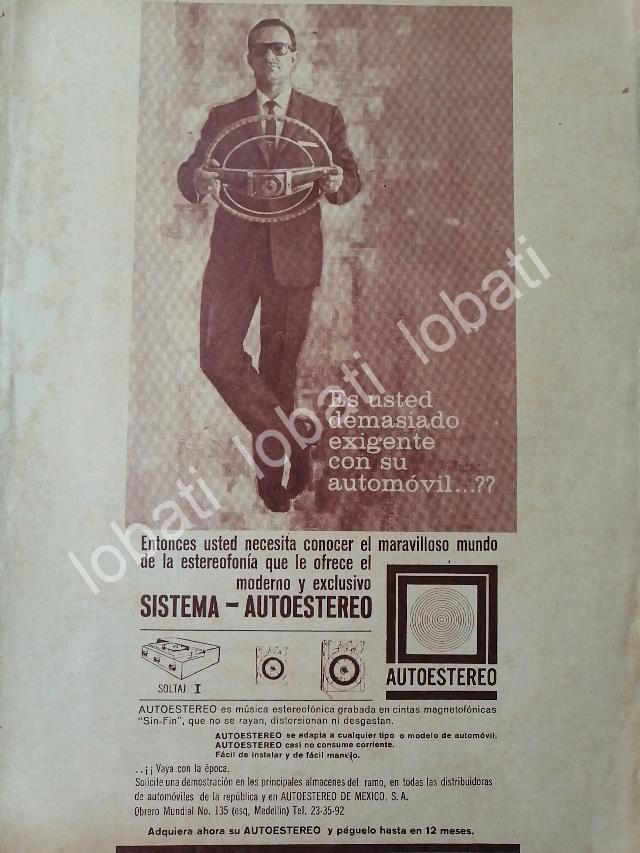 Es usted
demasiado
exigente
con su
automóvil...??
lobati lobati lobati lobati
Entonces usted necesita conocer el maravilloso mundo
de la estereofonía que le ofrece el
moderno y exclusivo
SISTEMA - AUTOESTEREO
SOLTAJ I
AUTOESTEREO
AUTOESTEREO es música estereofónica grabada en cintas magnetofónicas
"Sin-Fin", que no se rayan, distorsionan ni desgastan.
AUTOESTEREO se adapta a cualquier tipo o modelo de automóvil.
AUTOESTEREO casi no consume corriente.
Fácil de instalar y de fácil manejo.
..¡¡ Vaya con la época.
Solicite una demostración en los principales almacenes del ramo, en todas las distribuidoras
de automóviles de la república y en AUTOESTEREO DE MEXICO, S. A.
Obrero Mundial No. 135 (esq. Medellín) Tel. 23-35-92
Adquiera ahora su AUTOESTEREO y páguelo hasta en 12 meses.